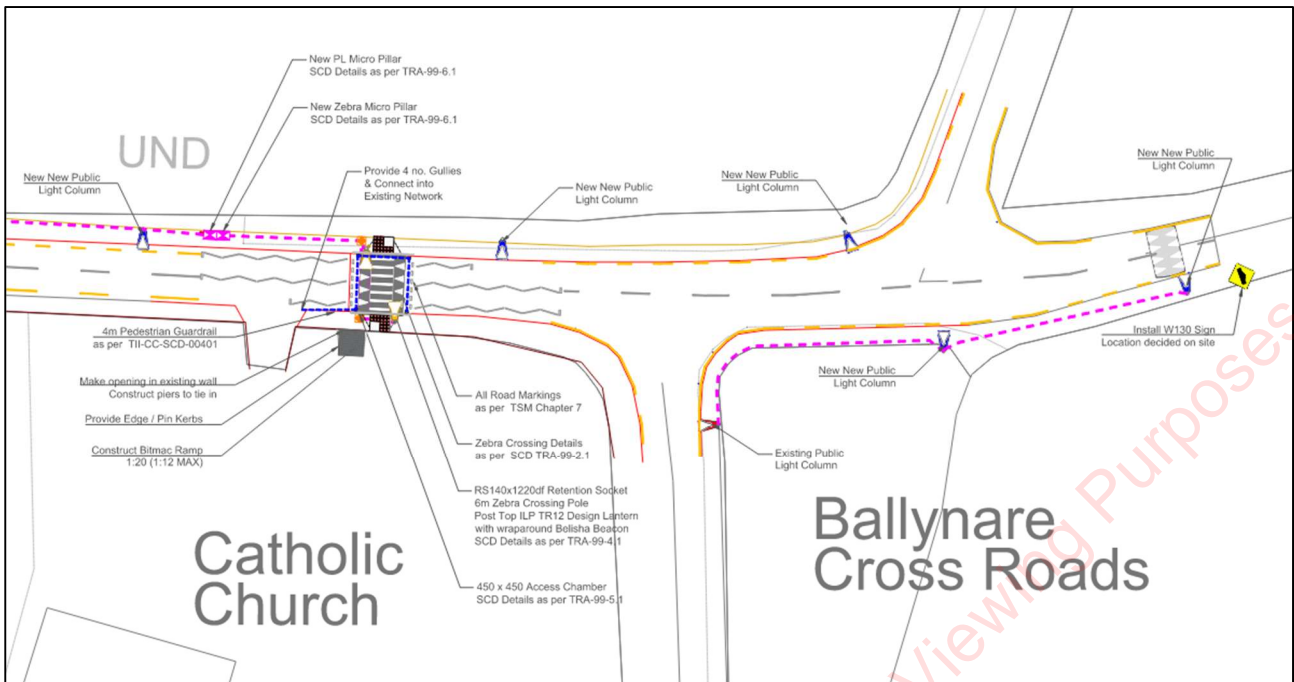 New PL Micro Pillar
SCD Details as per TRA-99-6.1
New Zebra Micro Pillar
SCD Details as per TRA-99-6.1
UND
New New Public
Light Column
Provide 4 no. Gullies
& Connect into
Existing Network
New New Public
Light Column
New New Public
Light Column
New New Public
Light Column
4m Pedestrian Guardrail
as per TII-CC-SCD-00401
Make opening in existing wall
Construct piers to tie in
Provide Edge / Pin Kerbs
Construct Bitmac Ramp
1:20 (1:12 MAX)
All Road Markings
as per TSM Chapter 7
Zebra Crossing Details
as per SCD TRA-99-2.1
RS140x1220df Retention Socket
6m Zebra Crossing Pole
Post Top ILP TR12 Design Lantern
with wraparound Belisha Beacon
SCD Details as per TRA-99-4.1
450 x 450 Access Chamber
SCD Details as per TRA-99-5.1
New New Public
Light Column
Install W130 Sign
Location decided on site
Existing Public
Light Column
Catholic
Church
Ballynare
Cross Roads
Viewing Purposes